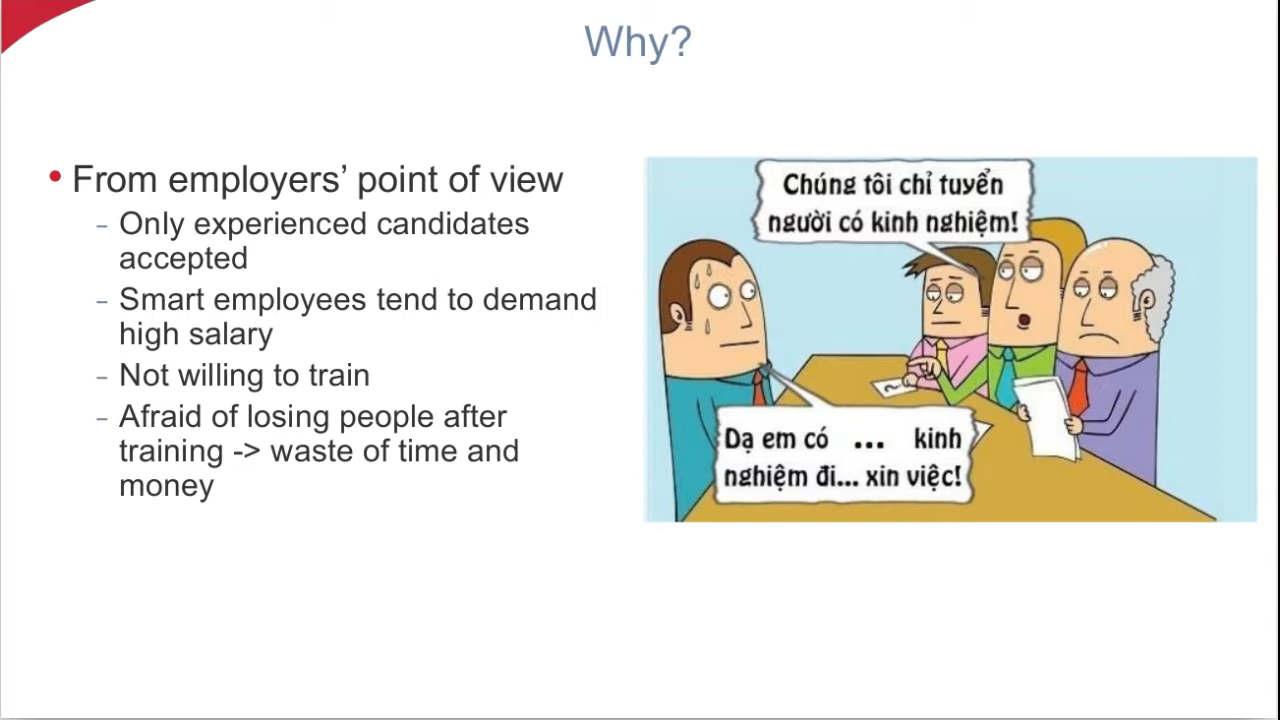 Why?
• From employers’ point of view
– Only experienced candidates
accepted
– Smart employees tend to demand
high salary
– Not willing to train
– Afraid of losing people after
training -> waste of time and
money
Chúng tôi chỉ tuyển
người có kinh nghiệm!
Dạ em có ... kinh
nghiệm đi... xin việc!